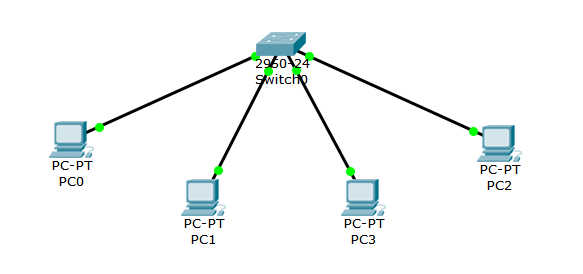 2950-24
Switch0
PC-PT
PC0
PC-PT
PC1
PC-PT
PC3
PC-PT
PC2